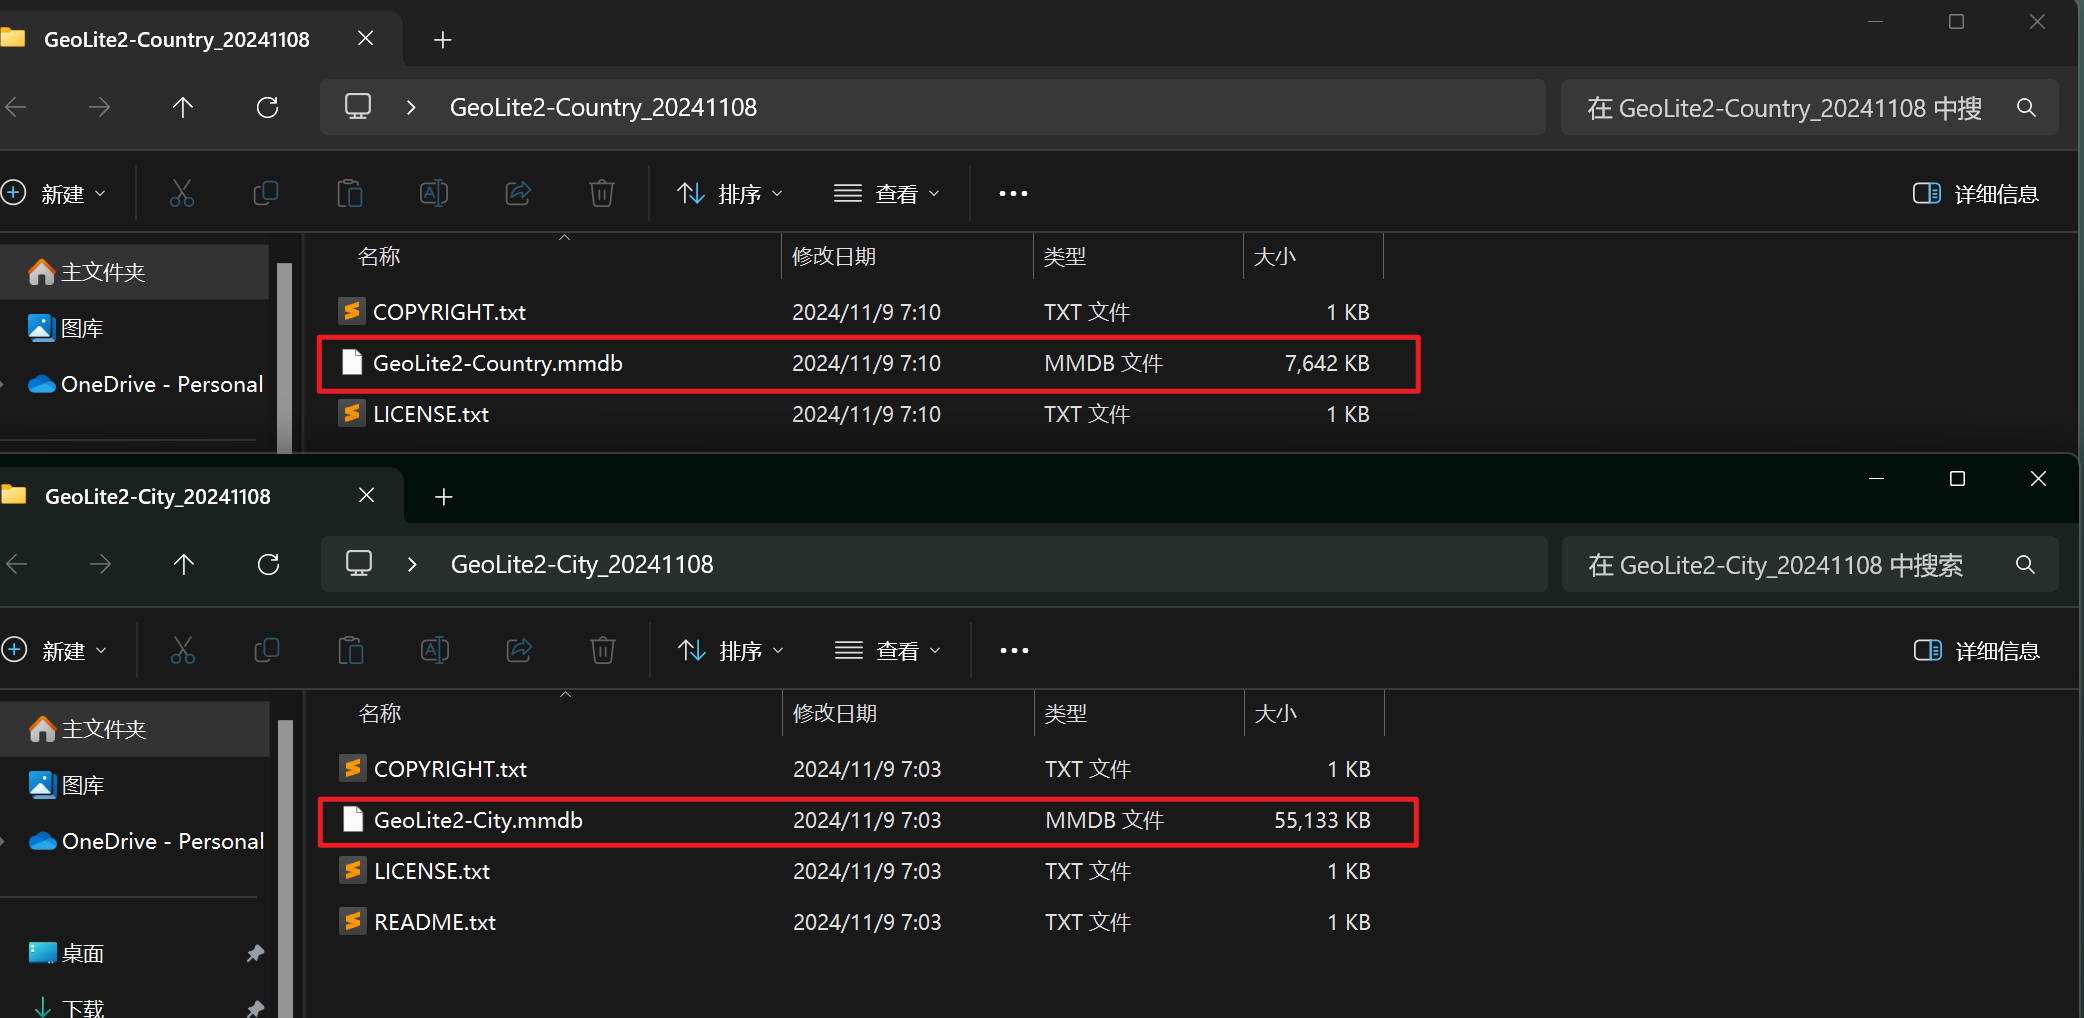 GeoLite2-Country_20241108
GeoLite2-Country_20241108
在 GeoLite2-Country_20241108 中搜
新建
排序
查看
详细信息
主文件夹
图库
OneDrive - Personal
名称 修改日期 类型 大小
COPYRIGHT.txt 2024/11/9 7:10 TXT 文件 1 KB
GeoLite2-Country.mmdb 2024/11/9 7:10 MMDB 文件 7,642 KB
LICENSE.txt 2024/11/9 7:10 TXT 文件 1 KB
GeoLite2-City_20241108
GeoLite2-City_20241108
在 GeoLite2-City_20241108 中搜索
新建
排序
查看
详细信息
主文件夹
图库
OneDrive - Personal
桌面
下载
名称 修改日期 类型 大小
COPYRIGHT.txt 2024/11/9 7:03 TXT 文件 1 KB
GeoLite2-City.mmdb 2024/11/9 7:03 MMDB 文件 55,133 KB
LICENSE.txt 2024/11/9 7:03 TXT 文件 1 KB
README.txt 2024/11/9 7:03 TXT 文件 1 KB